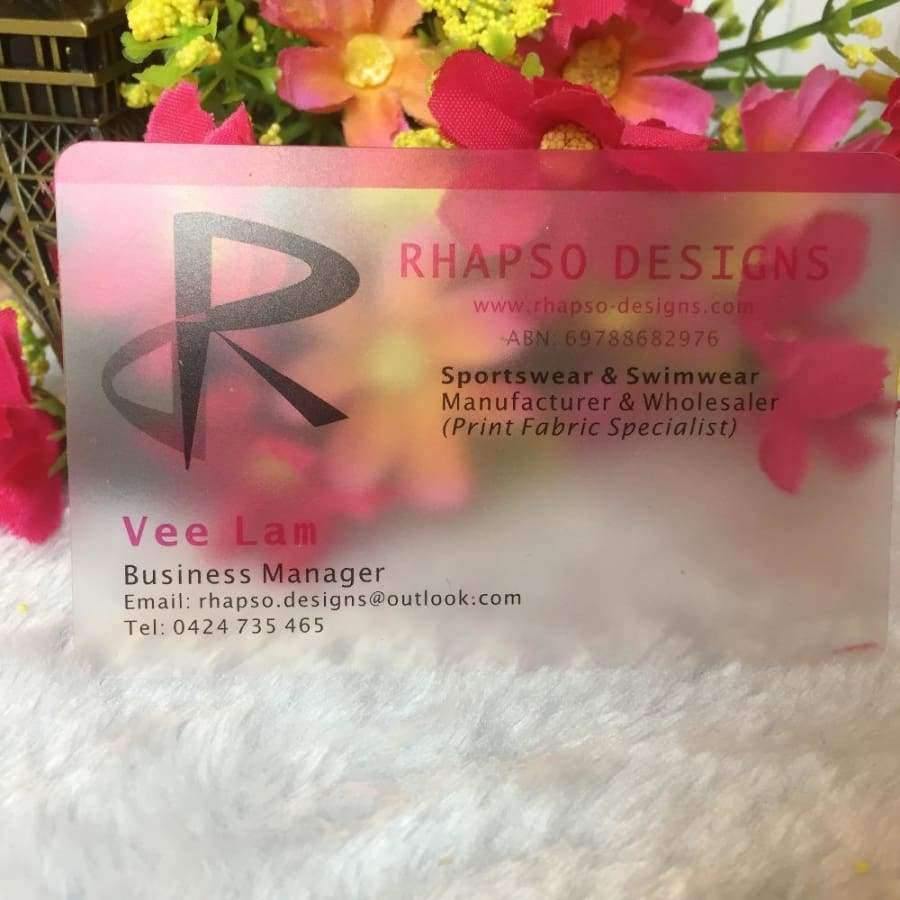 R
RHAPSO DESIGNS
www.rhapso-designs.com
ABN: 69788682976
Sportswear & Swimwear
Manufacturer & Wholesaler
(Print Fabric Specialist)
Vee Lam
Business Manager
Email: rhapso.designs@outlook.com
Tel: 0424 735 465